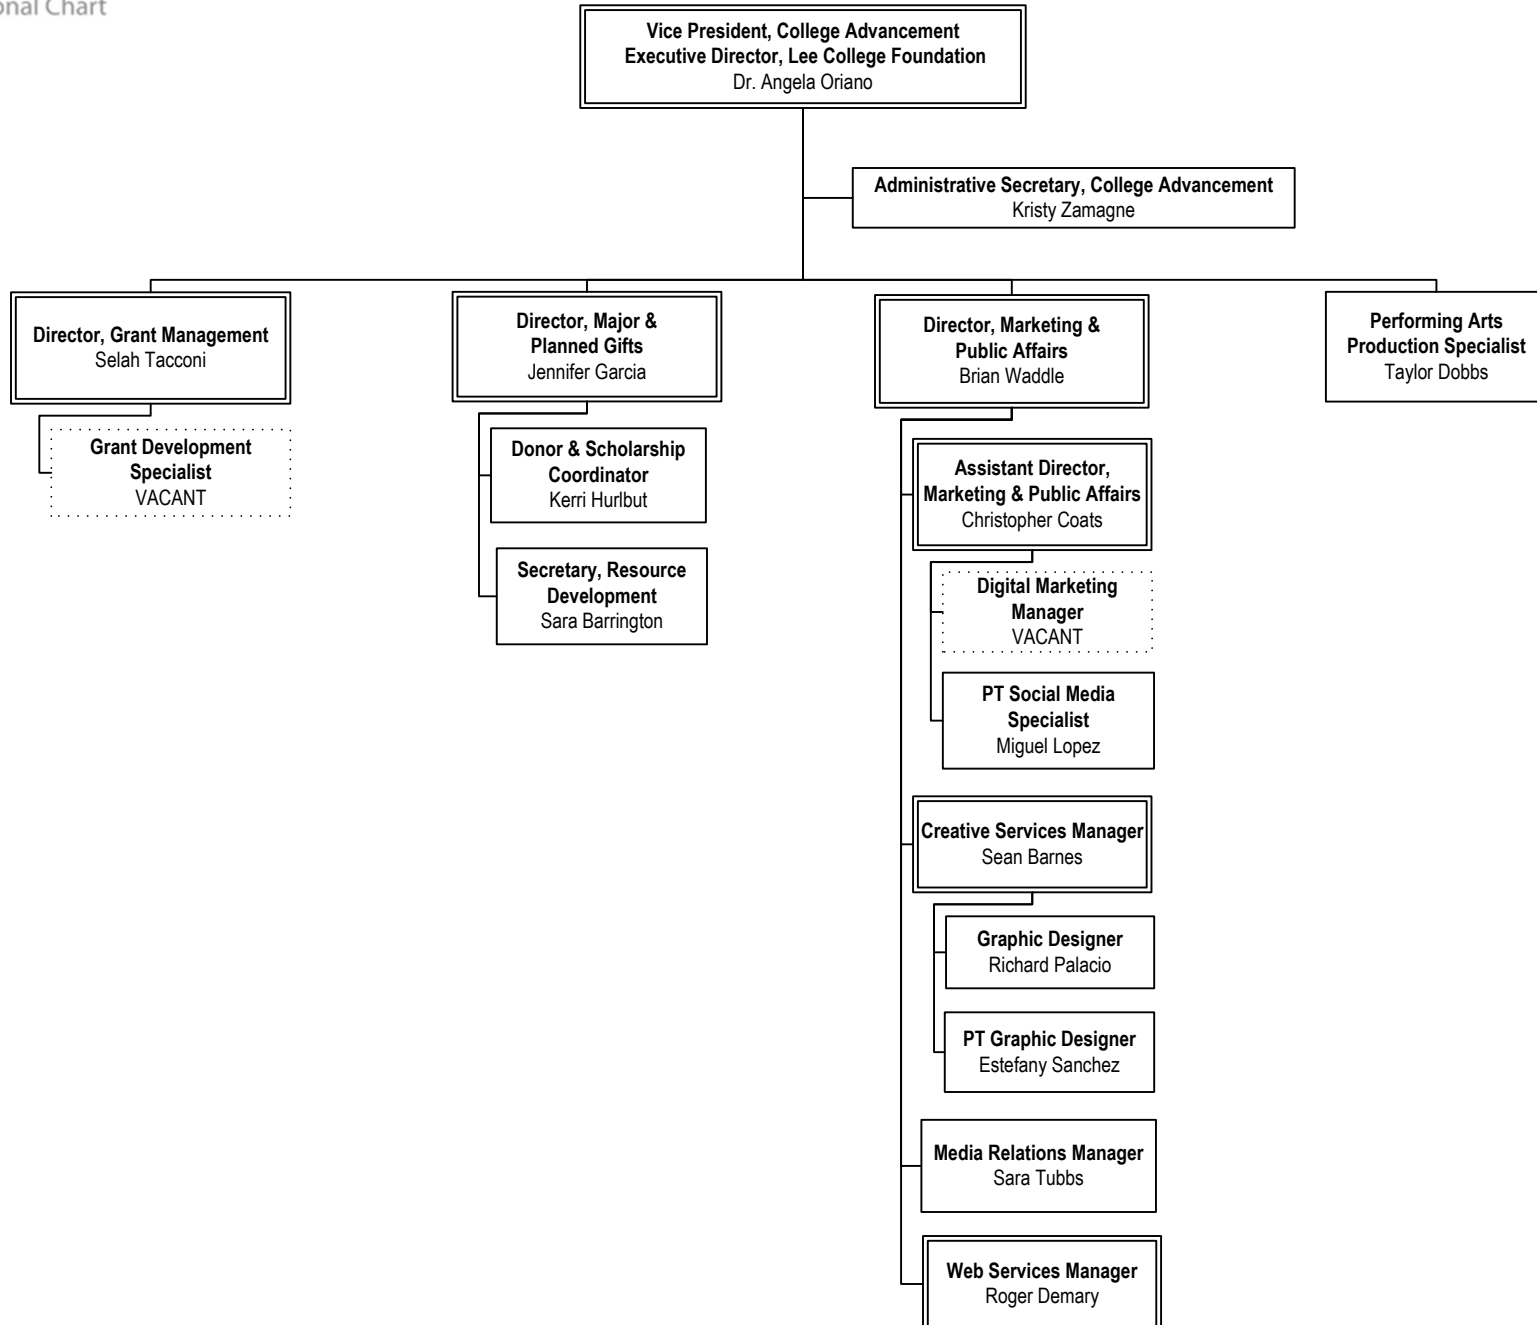 onal Chart
Vice President, College Advancement
Executive Director, Lee College Foundation
Dr. Angela Oriano
Administrative Secretary, College Advancement
Kristy Zamagne
Director, Grant Management
Selah Tacconi
Grant Development
Specialist
VACANT
Director, Major &
Planned Gifts
Jennifer Garcia
Donor & Scholarship
Coordinator
Kerri Hurlbut
Secretary, Resource
Development
Sara Barrington
Director, Marketing &
Public Affairs
Brian Waddle
Assistant Director,
Marketing & Public Affairs
Christopher Coats
Digital Marketing
Manager
VACANT
PT Social Media
Specialist
Miguel Lopez
Creative Services Manager
Sean Barnes
Graphic Designer
Richard Palacio
PT Graphic Designer
Estefany Sanchez
Media Relations Manager
Sara Tubbs
Web Services Manager
Roger Demary
Performing Arts
Production Specialist
Taylor Dobbs